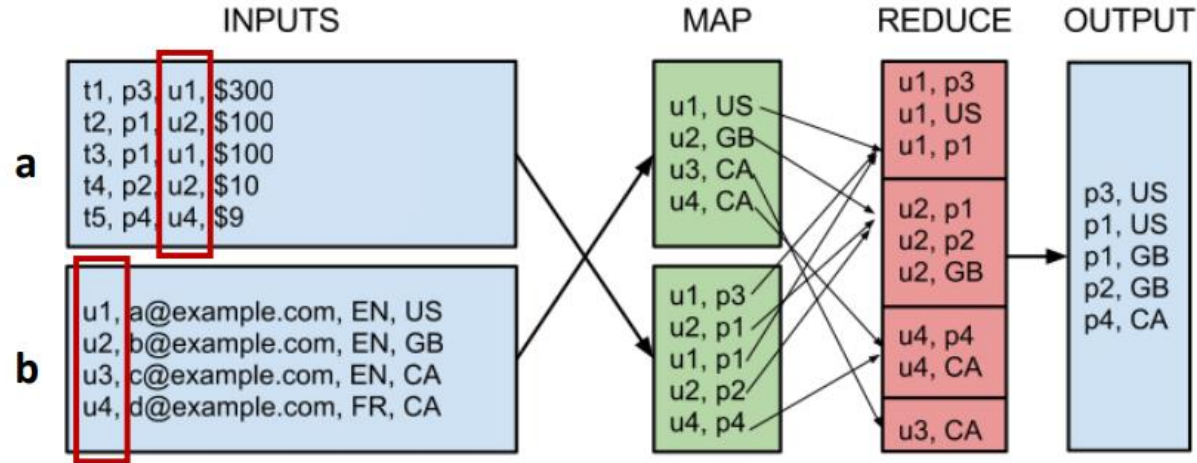 INPUTS
MAP
REDUCE
OUTPUT
a
t1, p3, u1, $300
t2, p1, u2, $100
t3, p1, u1, $100
t4, p2, u2, $10
t5, p4, u4, $9
b
u1, a@example.com, EN, US
u2, b@example.com, EN, GB
u3, c@example.com, EN, CA
u4, d@example.com, FR, CA
u1, US
u2, GB
u3, CA
u4, CA
u1, p3
u2, p1
u1, p1
u2, p2
u4, p4
u1, p3
u1, US
u1, p1
u2, p1
u2, p2
u2, GB
u4, p4
u4, CA
u3, CA
p3, US
p1, US
p1, GB
p2, GB
p4, CA